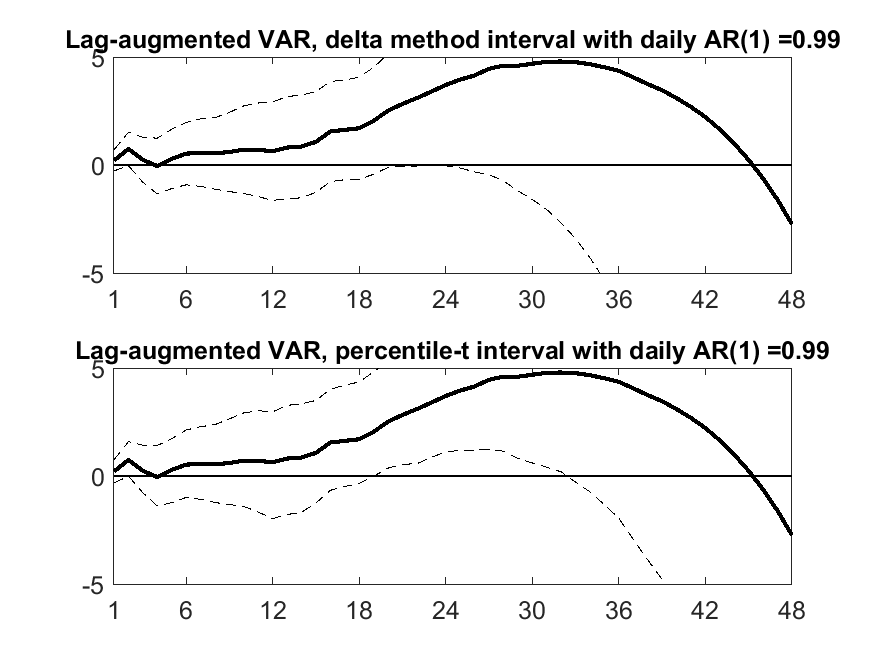 Lag-augmented VAR, delta method interval with daily AR(1) =0.99
5
0
-5
1 6 12 18 24 30 36 42 48
Lag-augmented VAR, percentile-t interval with daily AR(1) =0.99
5
0
-5
1 6 12 18 24 30 36 42 48